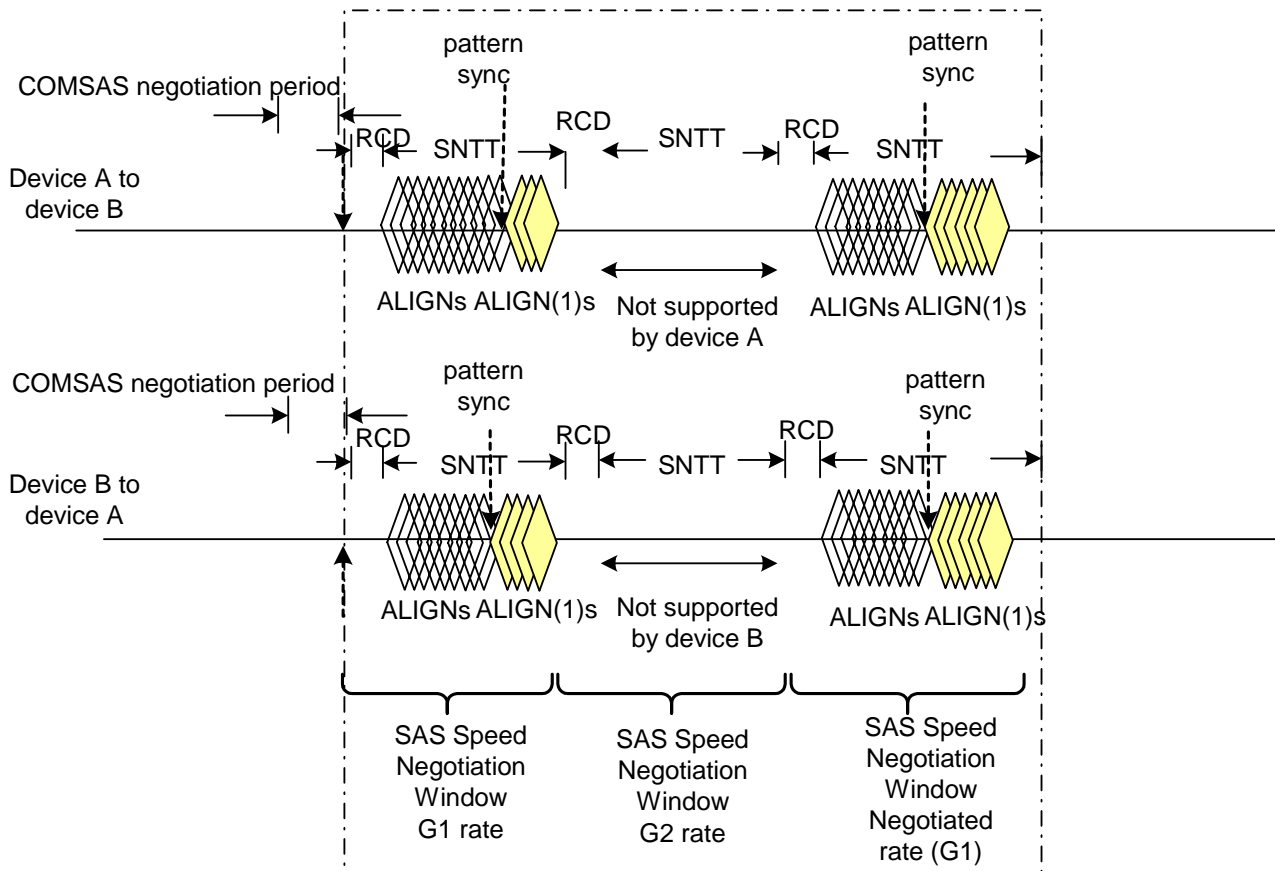 pattern
sync
pattern
sync
COMSAS negotiation period
RCD
SNTT
RCD
SNTT
RCD
SNTT
Device A to
device B
ALIGNs ALIGN(1)s
Not supported
by device A
ALIGNs ALIGN(1)s
COMSAS negotiation period
pattern
sync
pattern
sync
RCD
SNTT
RCD
SNTT
RCD
SNTT
Device B to
device A
ALIGNs ALIGN(1)s
Not supported
by device B
ALIGNs ALIGN(1)s
SAS Speed
Negotiation
Window
G1 rate
SAS Speed
Negotiation
Window
G2 rate
SAS Speed
Negotiation
Window
Negotiated
rate (G1)